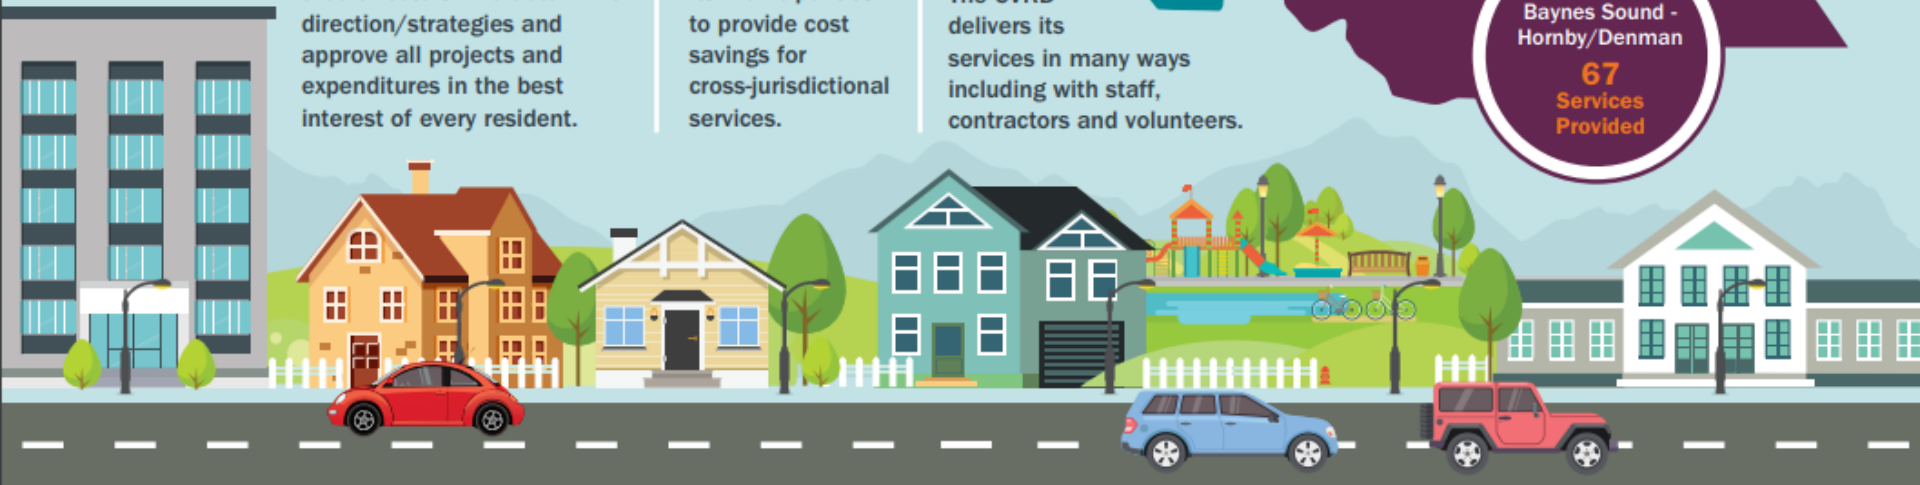 direction/strategies and
approve all projects and
expenditures in the best
interest of every resident.
to provide cost
savings for
cross-jurisdictional
services.
delivers its
services in many ways
including with staff,
contractors and volunteers.
Baynes Sound -
Hornby/Denman
67
Services
Provided